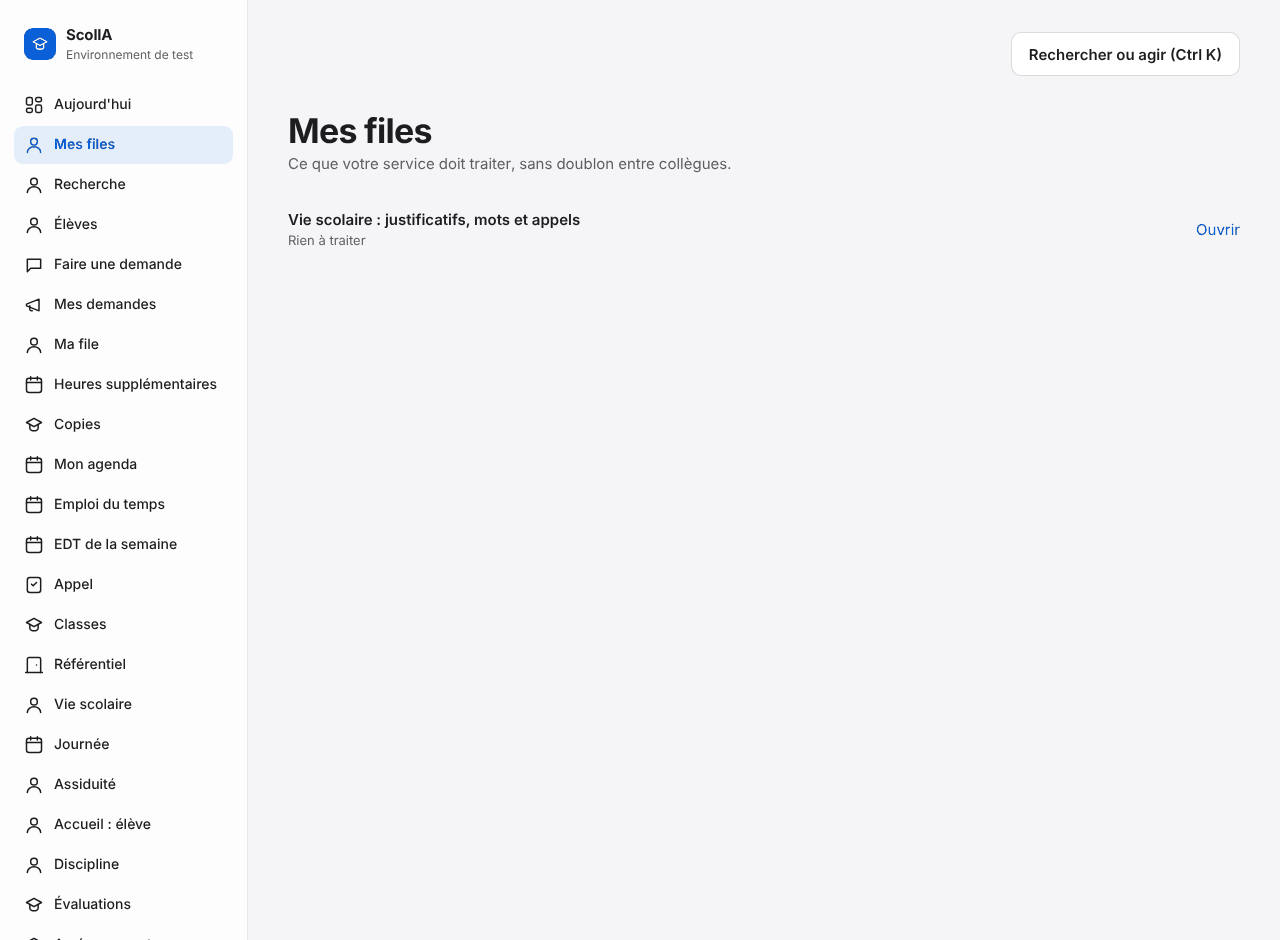 ScolIA
Environnement de test
Rechercher ou agir (Ctrl K)
Aujourd'hui
Mes files
Recherche
Élèves
Faire une demande
Mes demandes
Ma file
Heures supplémentaires
Copies
Mon agenda
Emploi du temps
EDT de la semaine
Appel
Classes
Référentiel
Vie scolaire
Journée
Assiduité
Accueil : élève
Discipline
Évaluations
Mes files
Ce que votre service doit traiter, sans doublon entre collègues.
Vie scolaire : justificatifs, mots et appels
Rien à traiter
Ouvrir